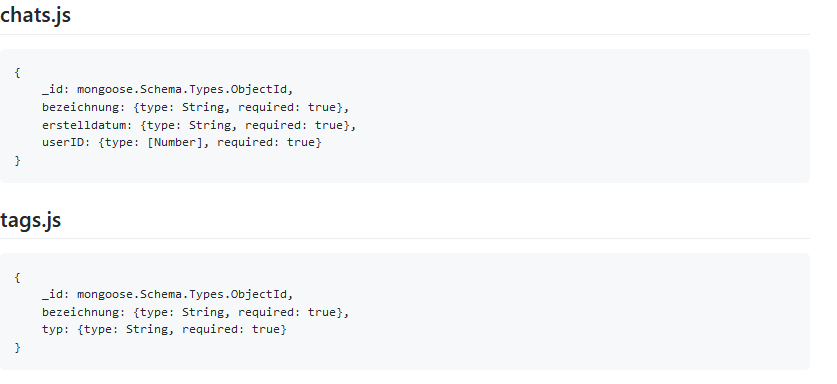 chats.js
{
    _id: mongoose.Schema.Types.ObjectId,
    bezeichnung: {type: String, required: true},
    erstelldatum: {type: String, required: true},
    userID: {type: [Number], required: true}
}
tags.js
{
    _id: mongoose.Schema.Types.ObjectId,
    bezeichnung: {type: String, required: true},
    typ: {type: String, required: true}
}